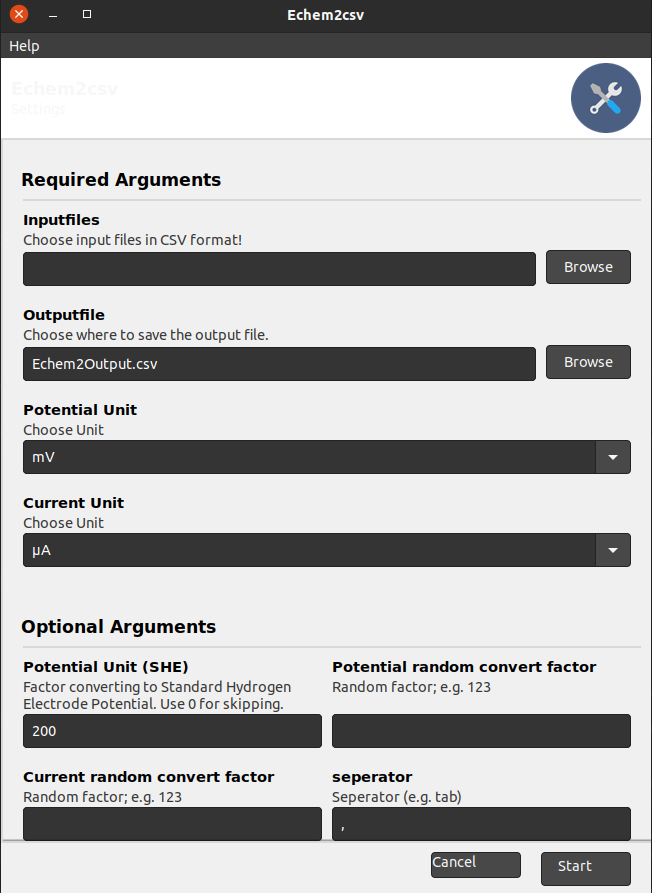 Echem2csv
Help
Echem2csv
Settings
Required Arguments
Inputfiles
Choose input files in CSV format!
Browse
Outputfile
Choose where to save the output file.
Echem2Output.csv
Browse
Potential Unit
Choose Unit
mV
Current Unit
Choose Unit
µA
Optional Arguments
Potential Unit (SHE)
Factor converting to Standard Hydrogen
Electrode Potential. Use 0 for skipping.
200
Potential random convert factor
Random factor; e.g. 123
Current random convert factor
Random factor; e.g. 123
seperator
Seperator (e.g. tab)
,
Cancel
Start